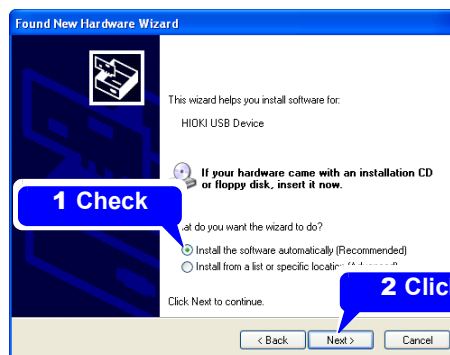 Found New Hardware Wizard
This wizard helps you install software for:
HIOKI USB Device
If your hardware came with an installation CD
or floppy disk, insert it now.
1 Check
do you want the wizard to do?
Install the software automatically (Recommended)
Install from a list or specific
2 Clic
Click Next to continue.
< Back
Next >
Cancel